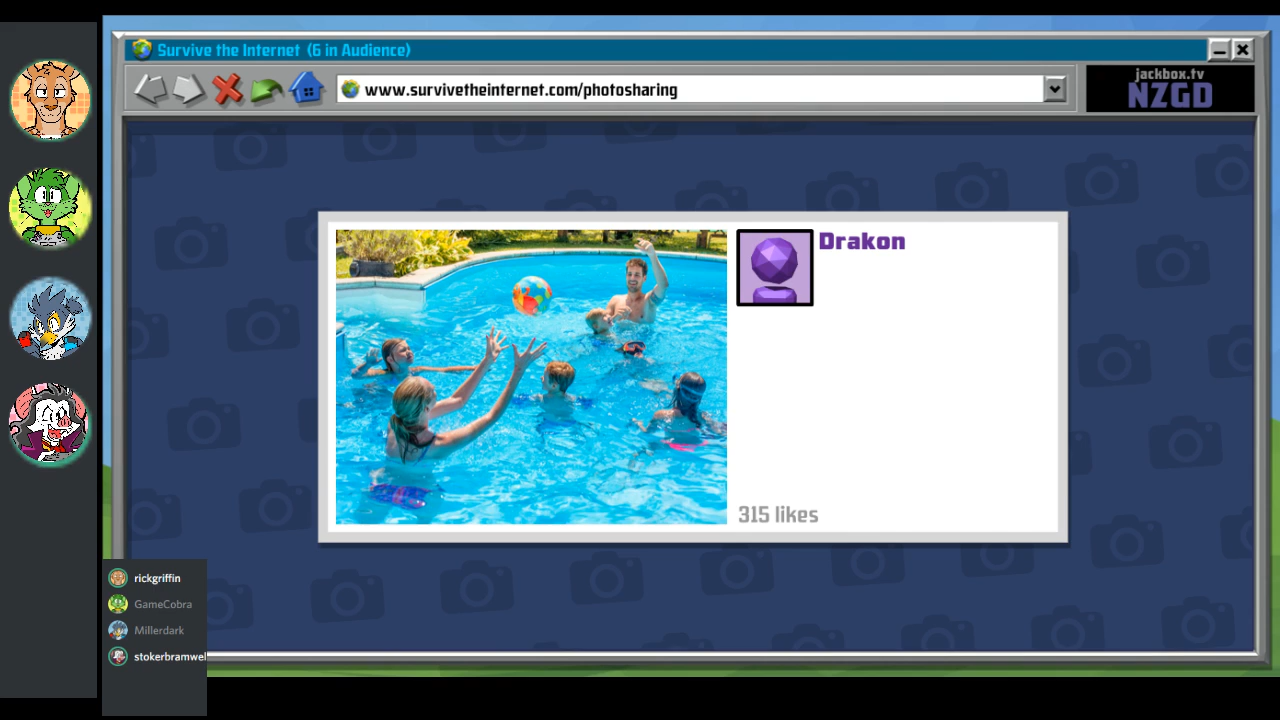 Survive the Internet (6 in Audience)
www.survivetheinternet.com/photosharing
jackbox.tv
NZGD
Drakon
315 likes
rickgriffin
GameCobra
Millerdark
stokerbramwel